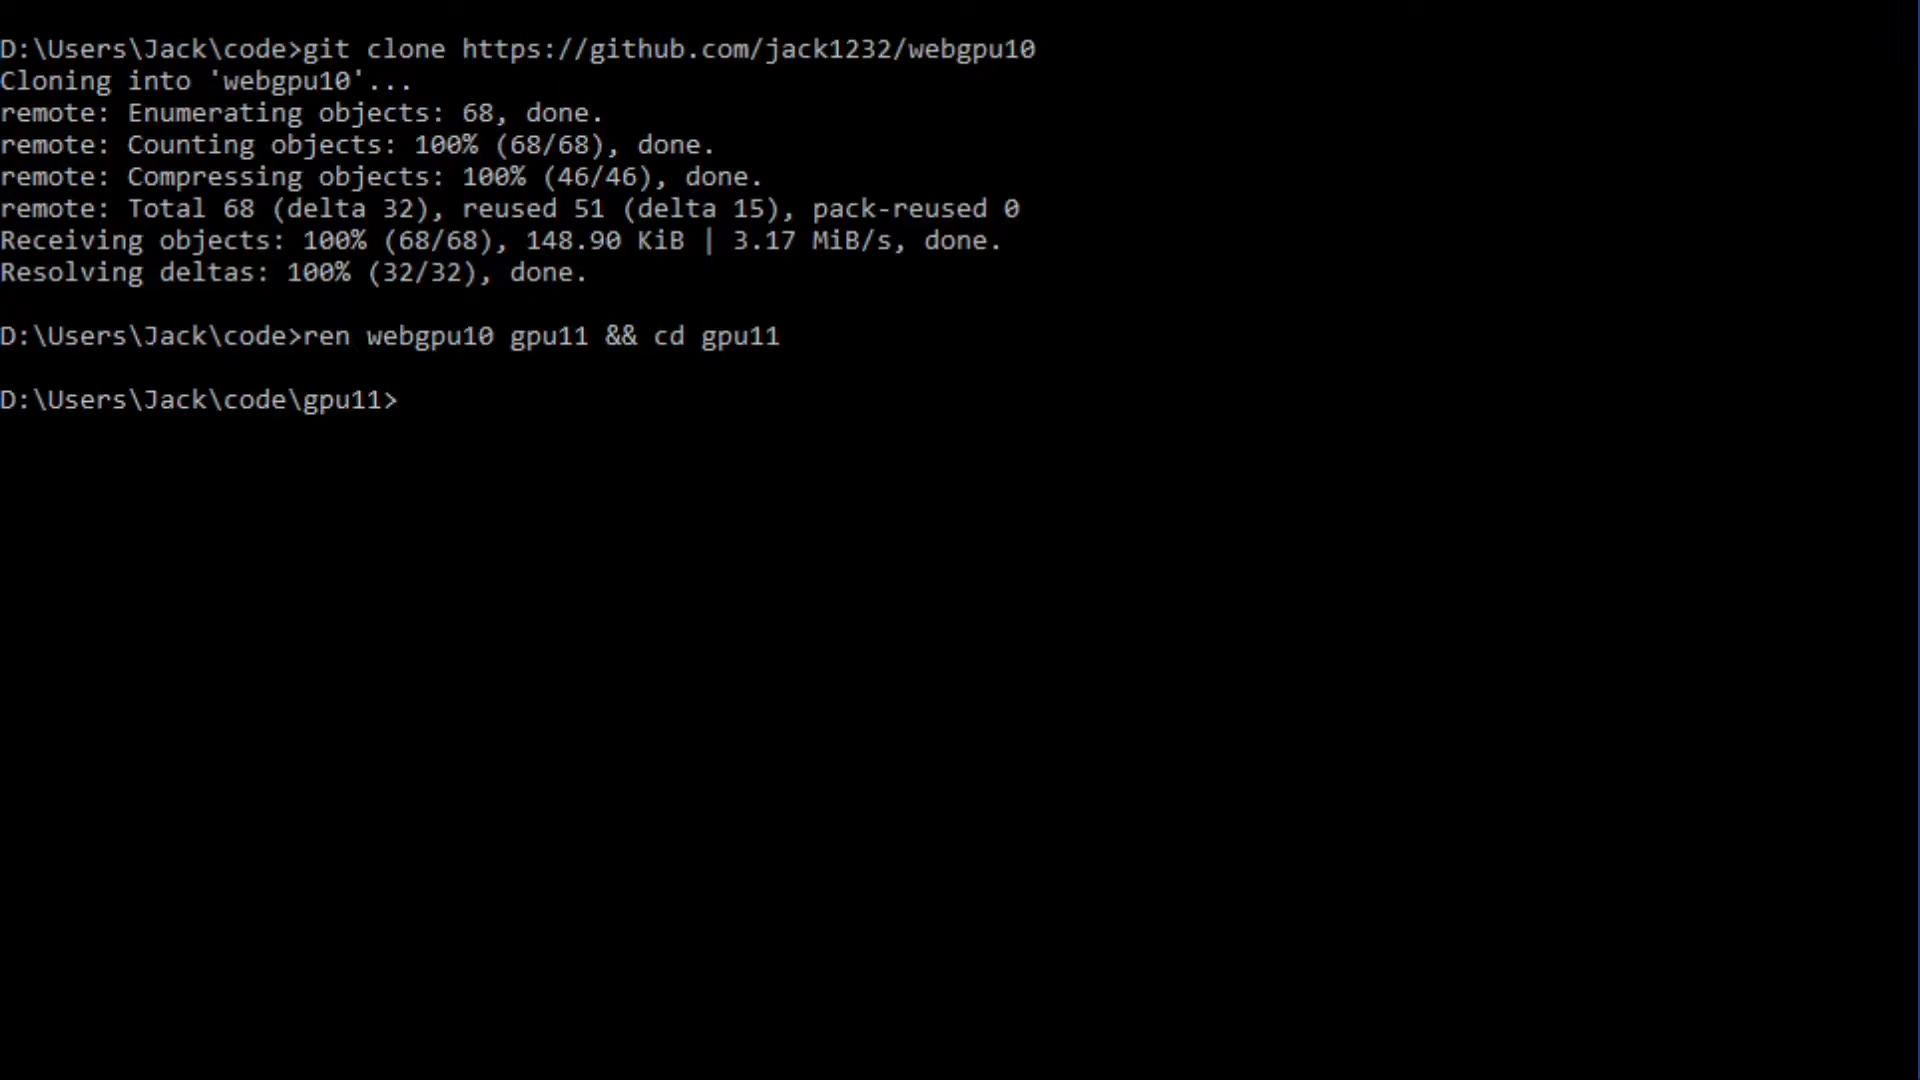 D:\Users\Jack\code>git clone https://github.com/jack1232/webgpu10
Cloning into 'webgpu10'...
remote: Enumerating objects: 68, done.
remote: Counting objects: 100% (68/68), done.
remote: Compressing objects: 100% (46/46), done.
remote: Total 68 (delta 32), reused 51 (delta 15), pack-reused 0
Receiving objects: 100% (68/68), 148.90 KiB | 3.17 MiB/s, done.
Resolving deltas: 100% (32/32), done.
D:\Users\Jack\code>ren webgpu10 gpu11 && cd gpu11
D:\Users\Jack\code\gpu11>